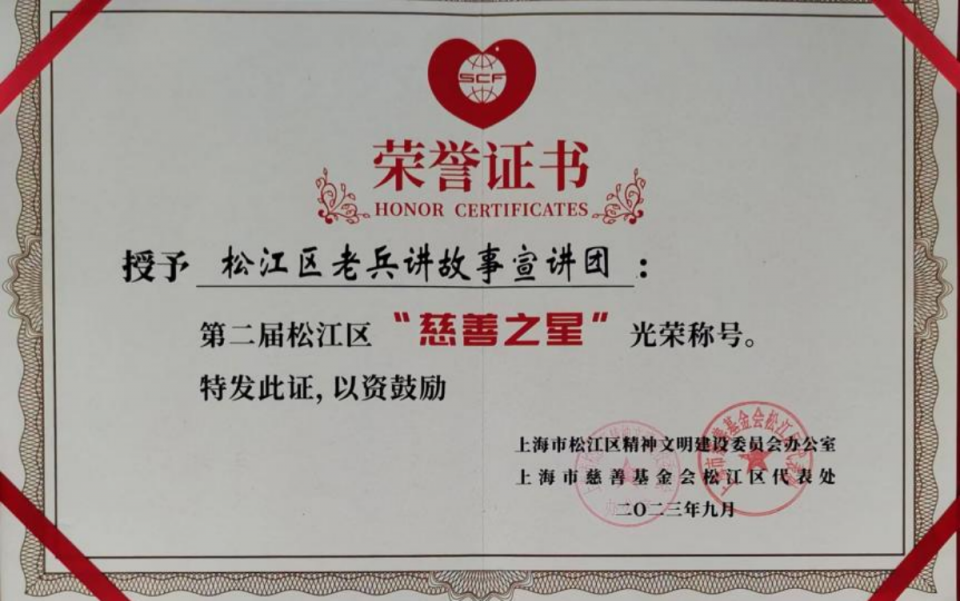 SCF
荣誉证书
HONOR CERTIFICATES
授予 松江区老兵讲故事宣讲团：
第二届松江区“慈善之星”光荣称号。
特发此证，以资鼓励
上海市松江区精神文明建设委员会办公室
上海市慈善基金会松江区代表处
二〇二三年九月